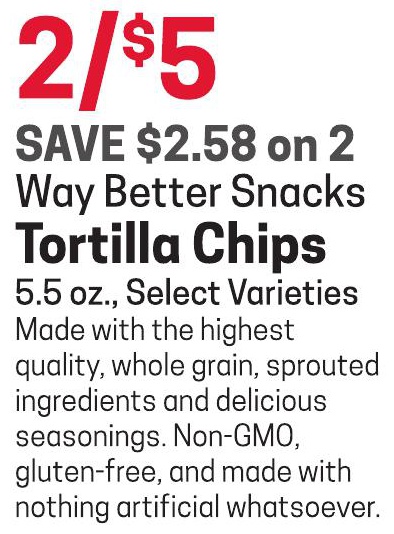 2/$5
SAVE $2.58 on 2
Way Better Snacks
Tortilla Chips
5.5 oz., Select Varieties
Made with the highest
quality, whole grain, sprouted
ingredients and delicious
seasonings. Non-GMO,
gluten-free, and made with
nothing artificial whatsoever.